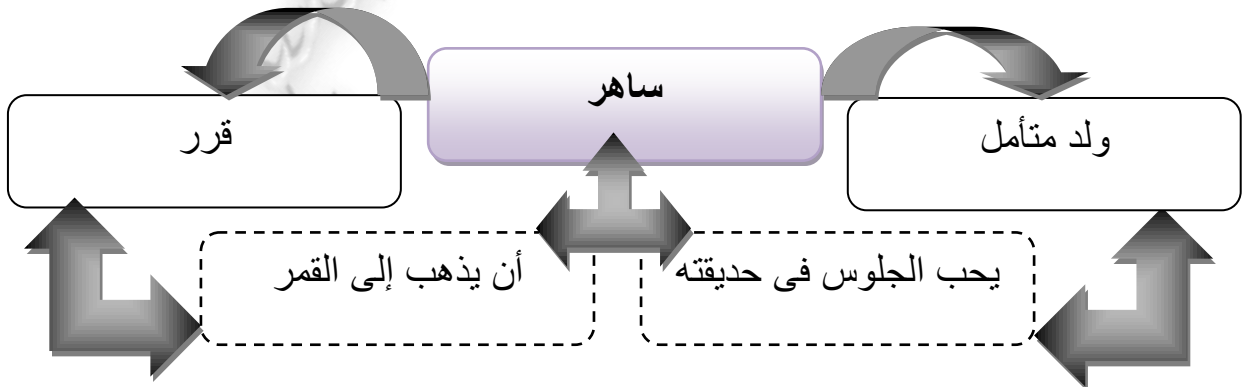 ساهر
ولد متأمل
قرر
يحب الجلوس فى حديقته
أن يذهب إلى القمر